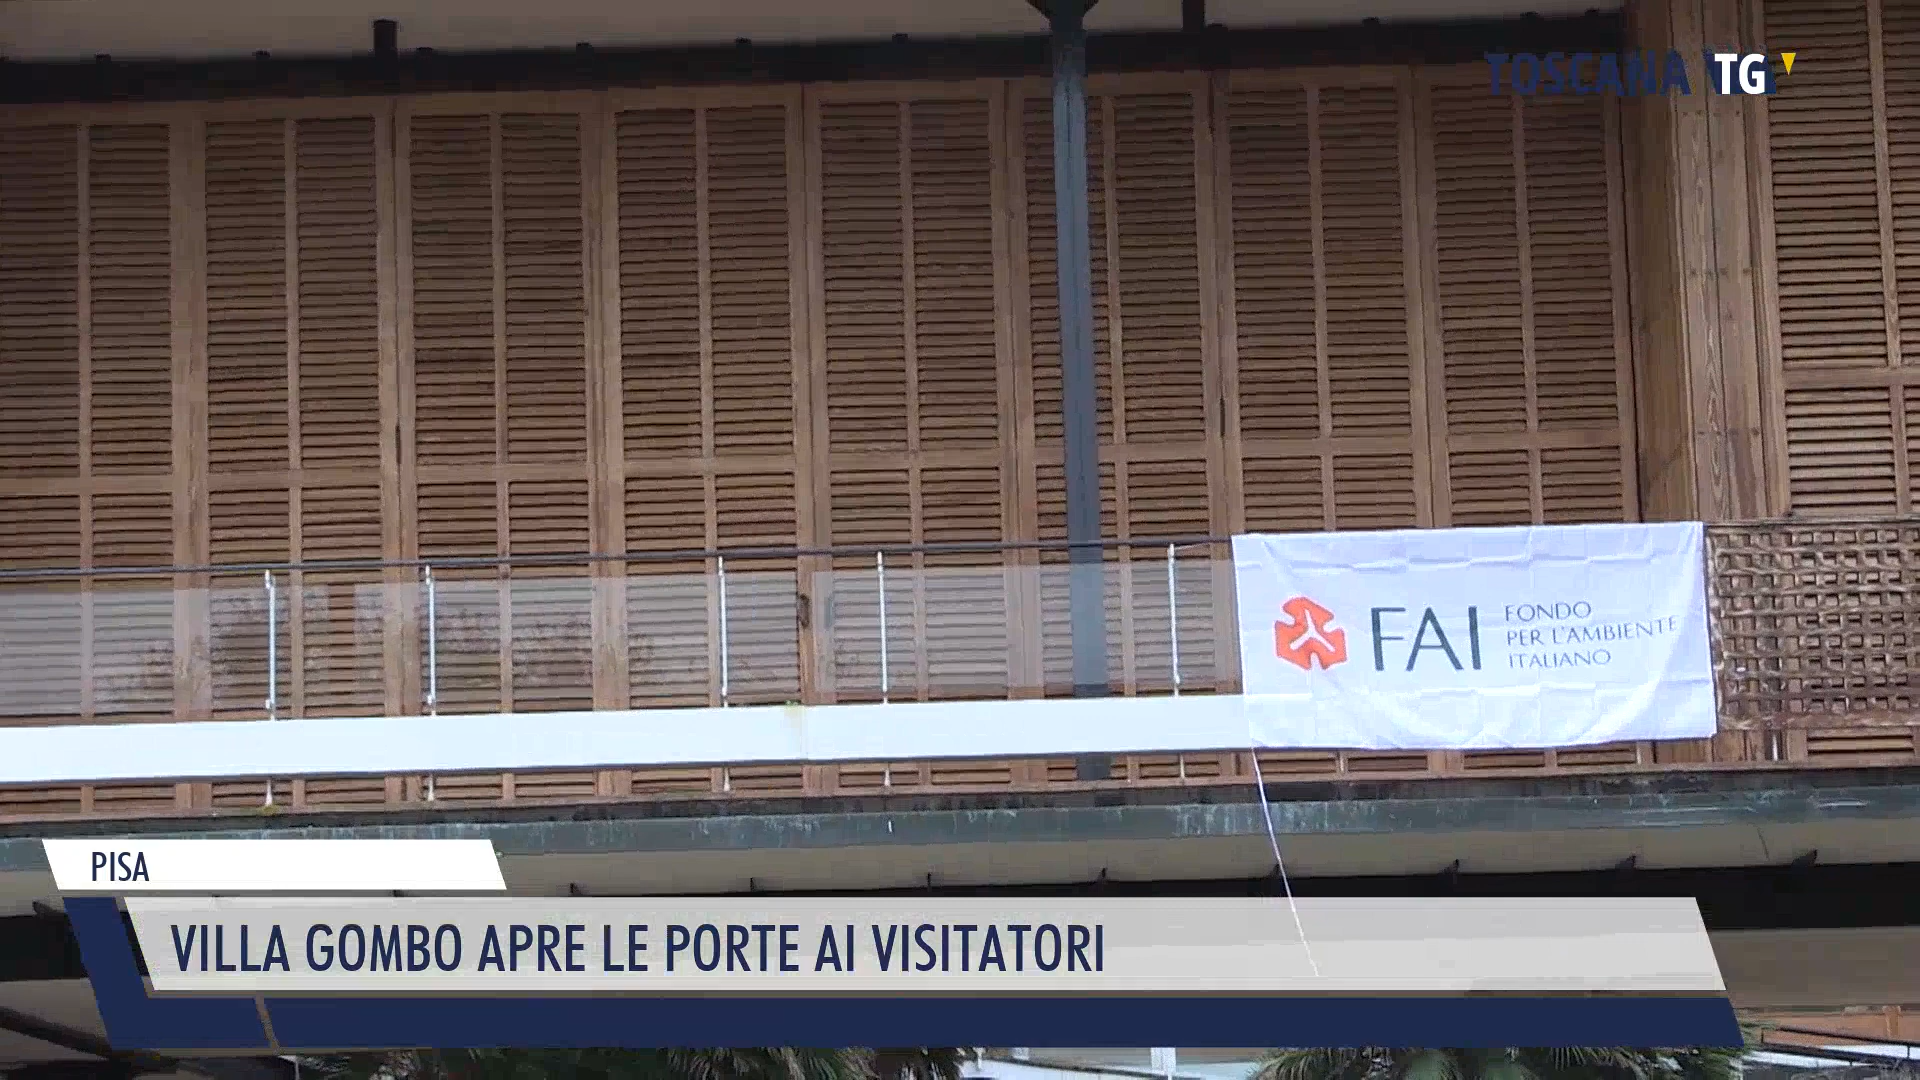 TOSCANA TG
FAI
FONDO
PER L'AMBIENTE
ITALIANO
PISA
VILLA GOMBO APRE LE PORTE AI VISITATORI